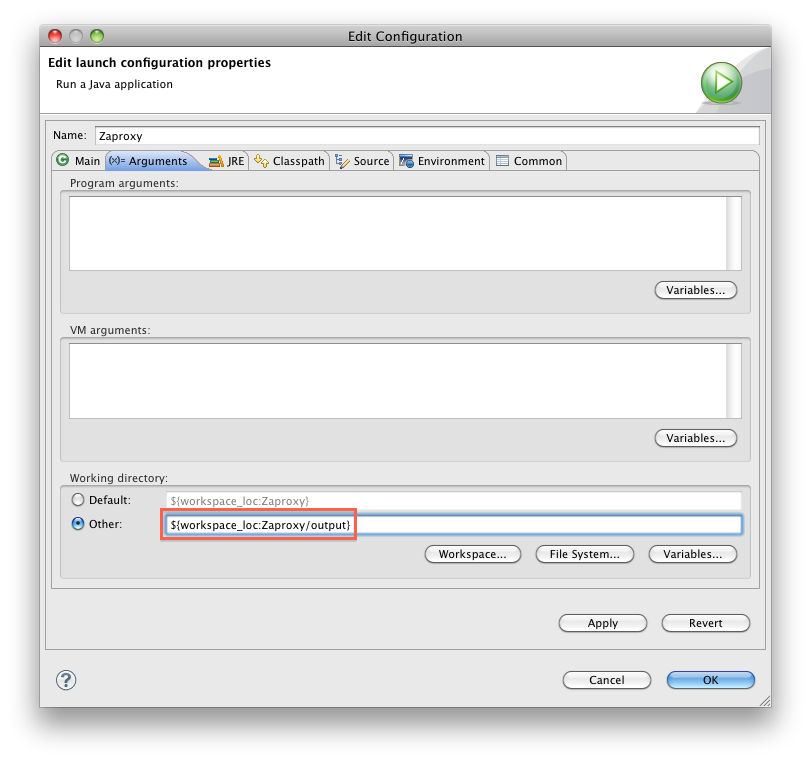 Edit Configuration
Edit launch configuration properties
Run a Java application
Name: Zaproxy
Main (x)= Arguments JRE Classpath Source Environment Common
Program arguments:
Variables...
VM arguments:
Variables...
Working directory:
Default: ${workspace_loc:Zaproxy}
Other: ${workspace_loc:Zaproxy/output}
Workspace... File System... Variables...
Apply Revert
? Cancel OK